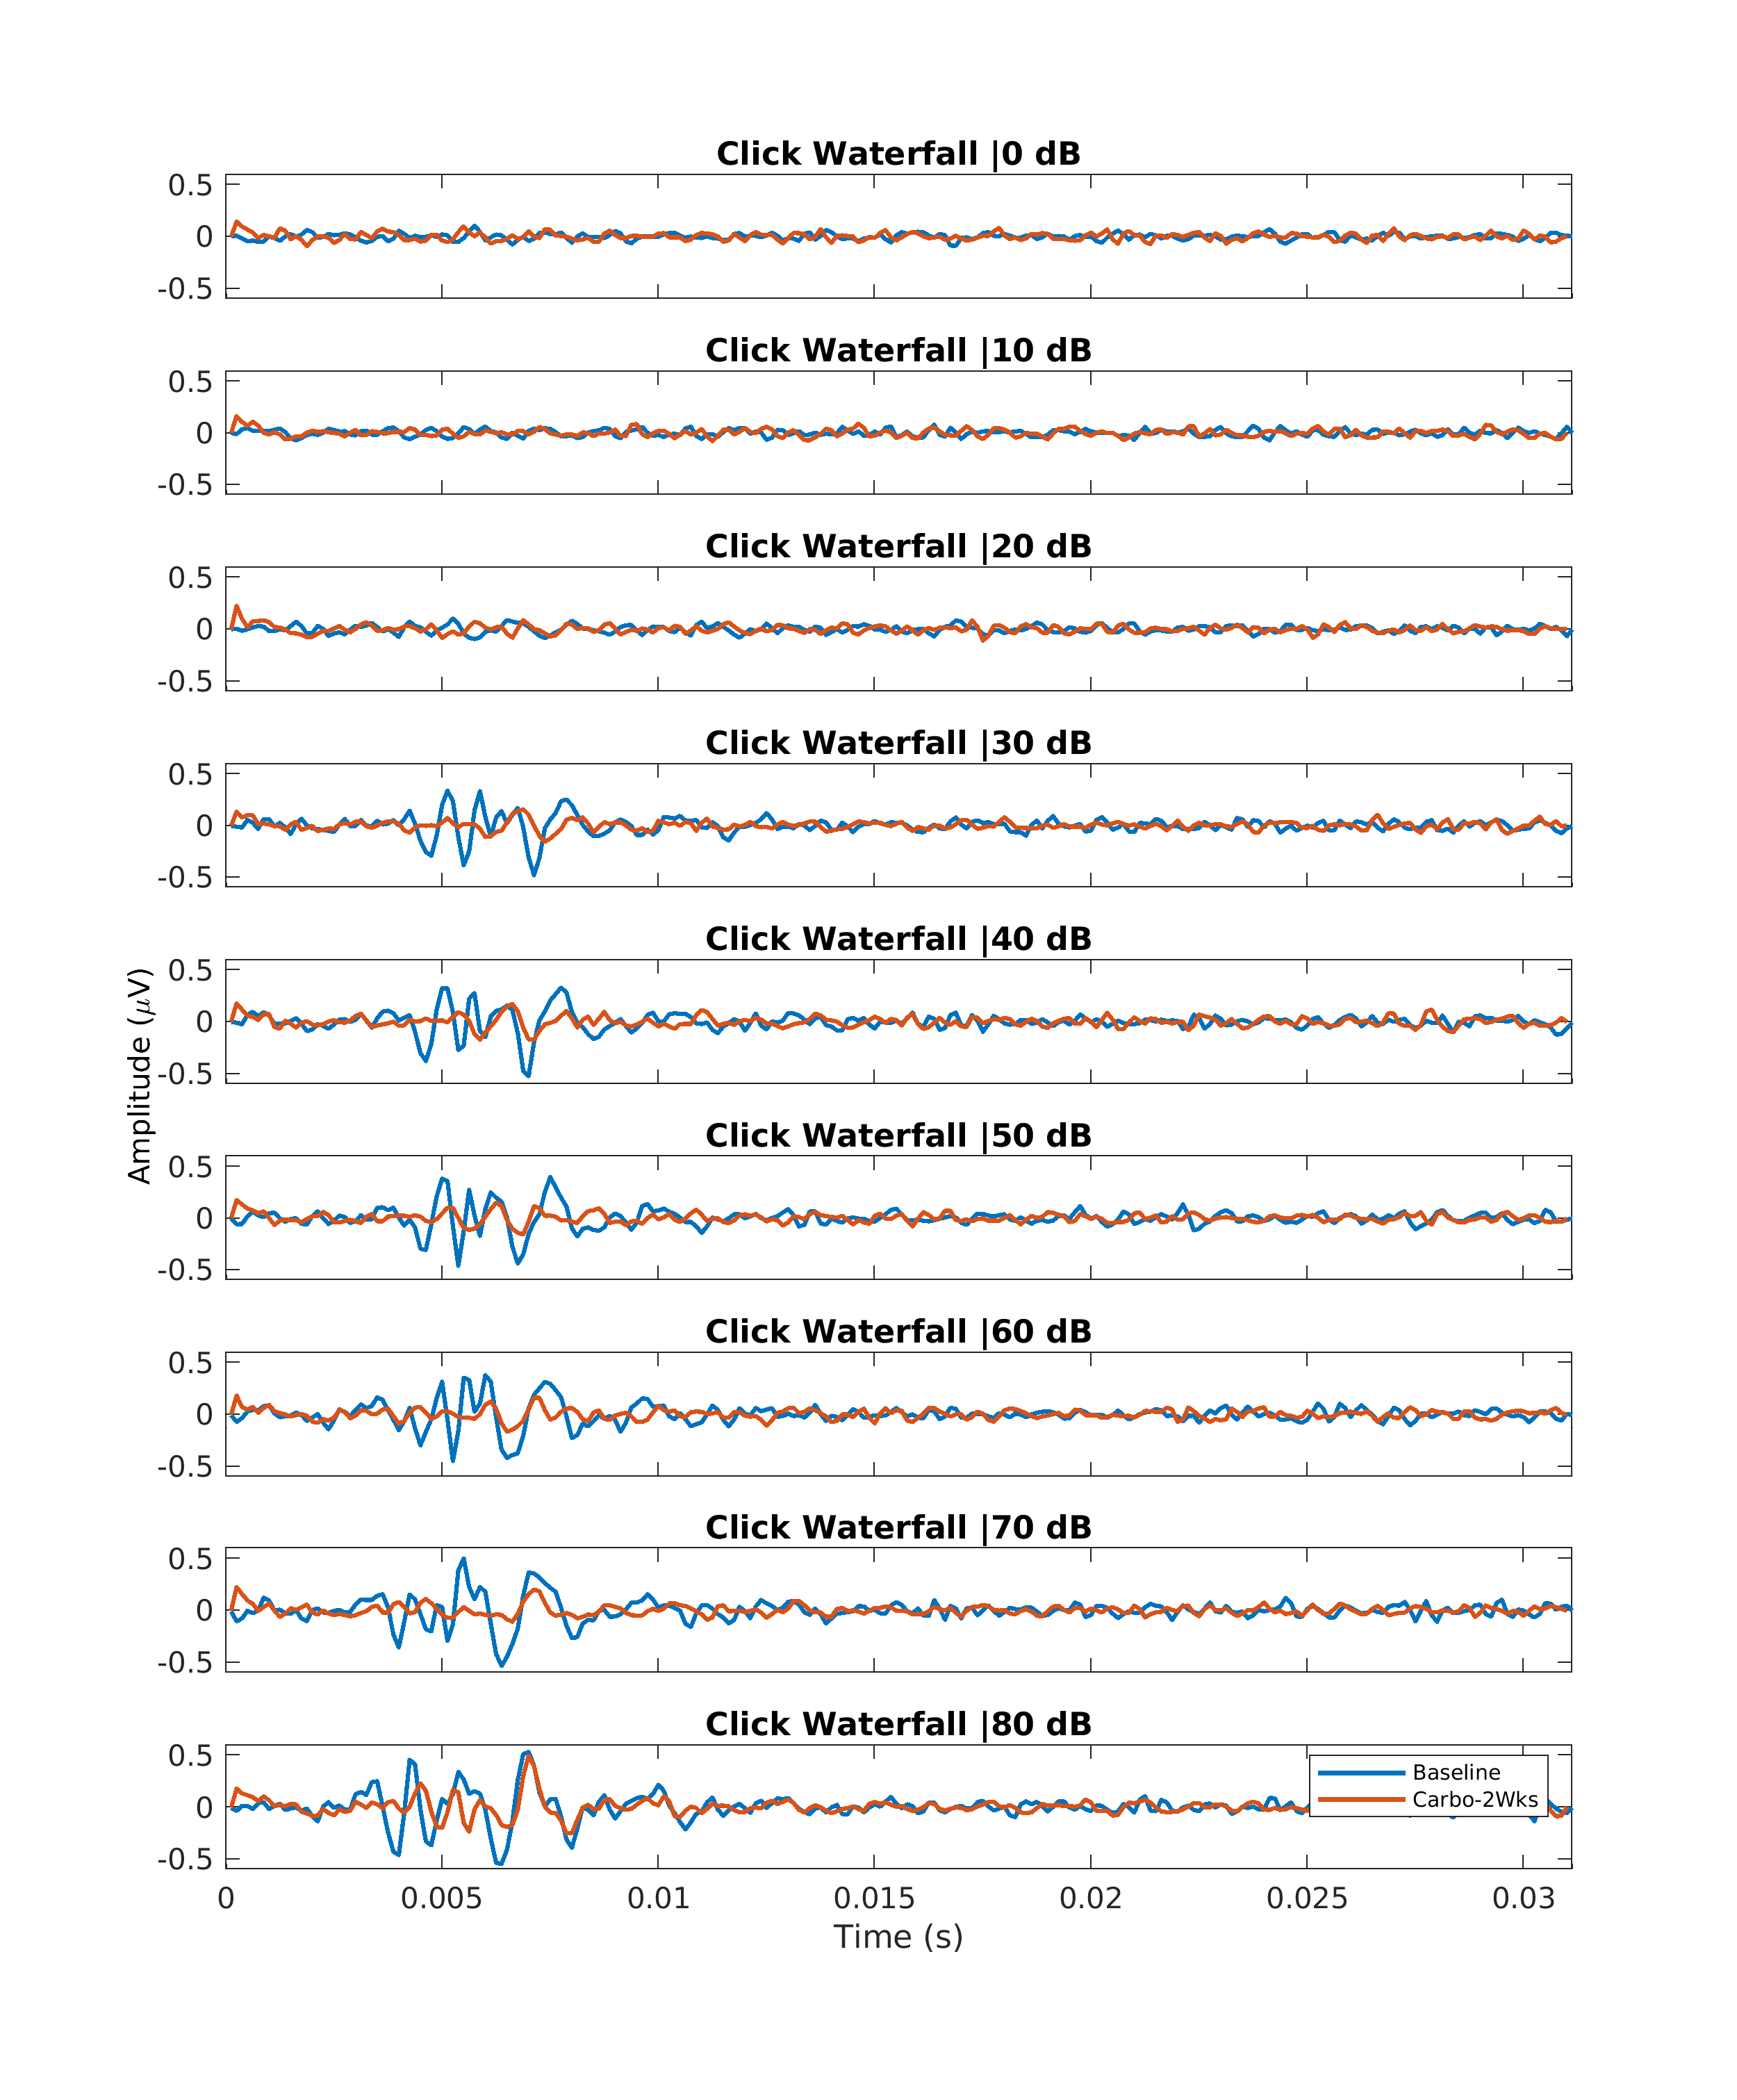 Click Waterfall |0 dB
0.5
0
-0.5
Click Waterfall |10 dB
0.5
0
-0.5
Click Waterfall |20 dB
0.5
0
-0.5
Click Waterfall |30 dB
0.5
0
-0.5
Click Waterfall |40 dB
0.5
0
-0.5
Amplitude (μV)
Click Waterfall |50 dB
0.5
0
-0.5
Click Waterfall |60 dB
0.5
0
-0.5
Click Waterfall |70 dB
0.5
0
-0.5
Click Waterfall |80 dB
0.5
0
-0.5
Baseline
Carbo-2Wks
0 0.005 0.01 0.015 0.02 0.025 0.03
Time (s)